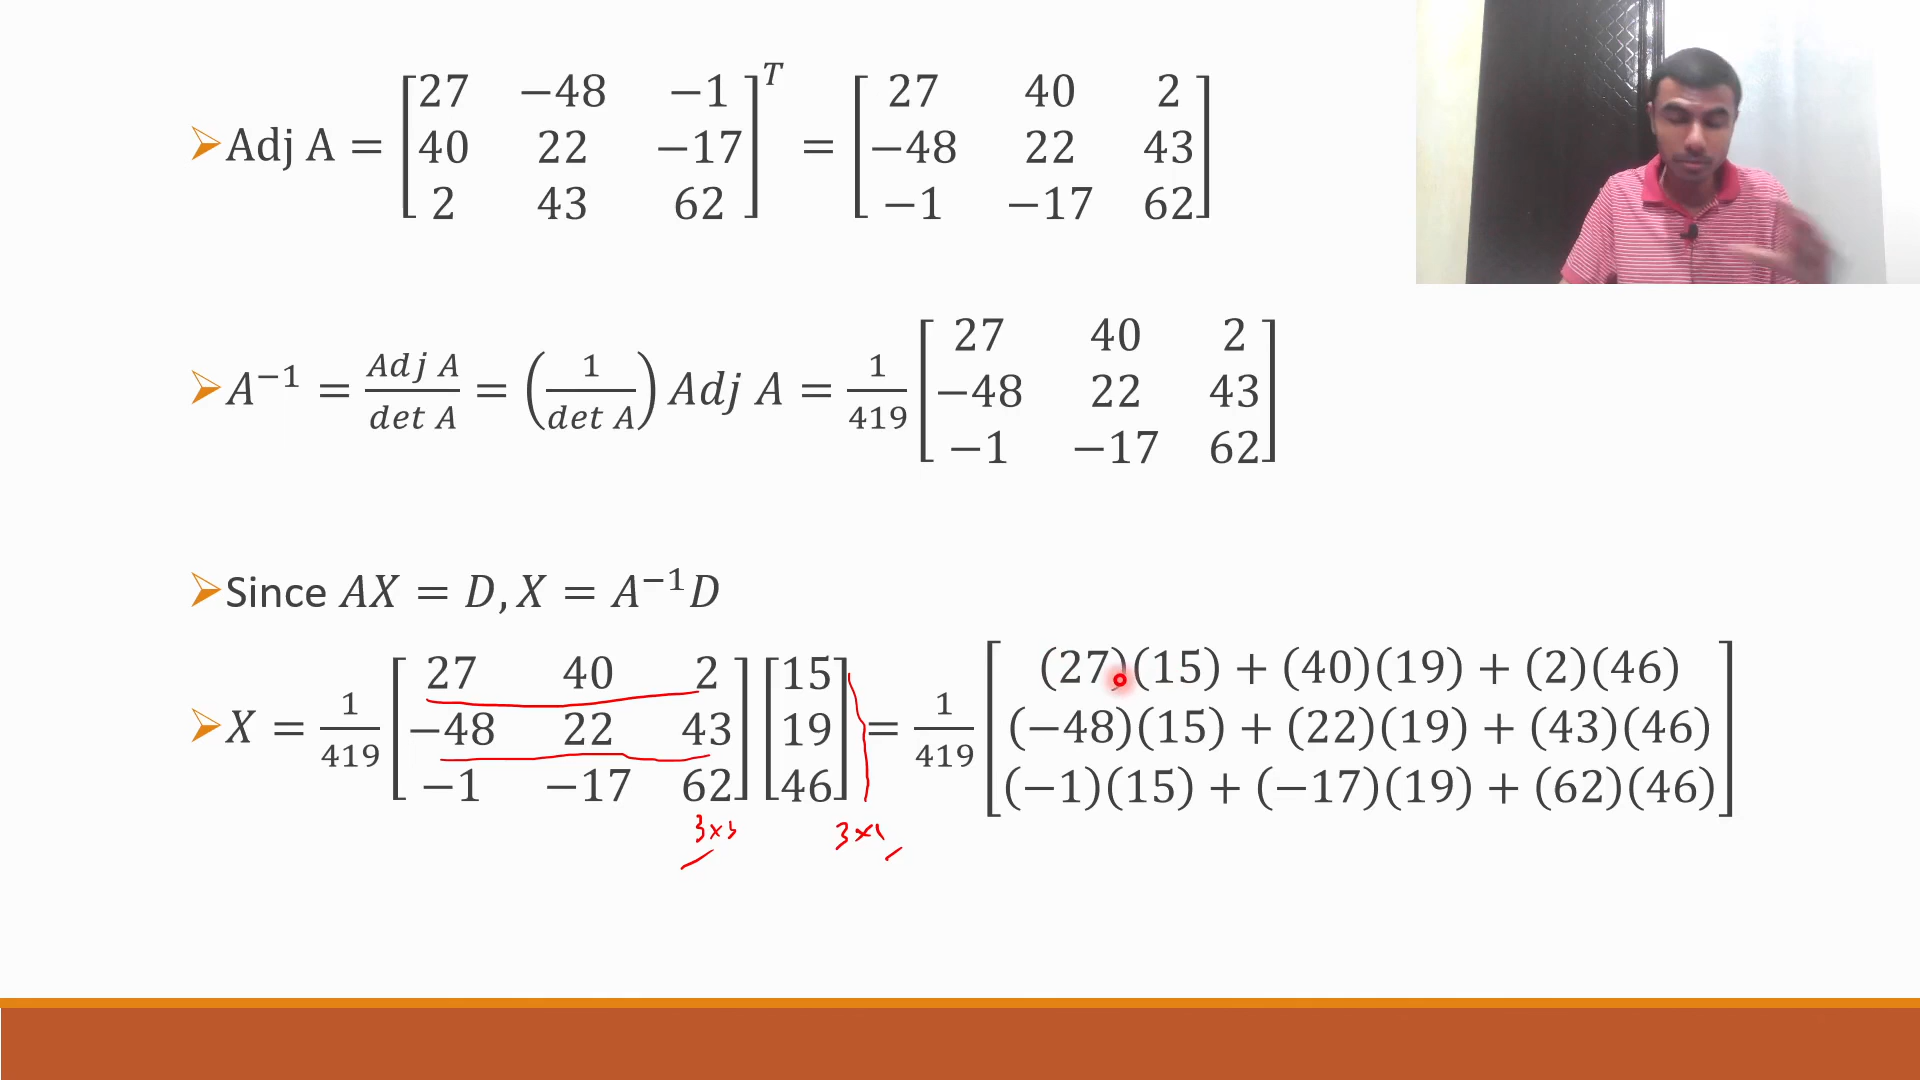 Adj A = [27 −48 −1; 40 22 −17; 2 43 62]^T = [27 40 2; −48 22 43; −1 −17 62]
A^−1 = Adj A / det A = (1 / det A) Adj A = 1/419 [27 40 2; −48 22 43; −1 −17 62]
Since AX = D, X = A^−1 D
X = 1/419 [27 40 2; −48 22 43; −1 −17 62] [15; 19; 46] = 1/419 [(27)(15) + (40)(19) + (2)(46); (−48)(15) + (22)(19) + (43)(46); (−1)(15) + (−17)(19) + (62)(46)]
3×3 3×1